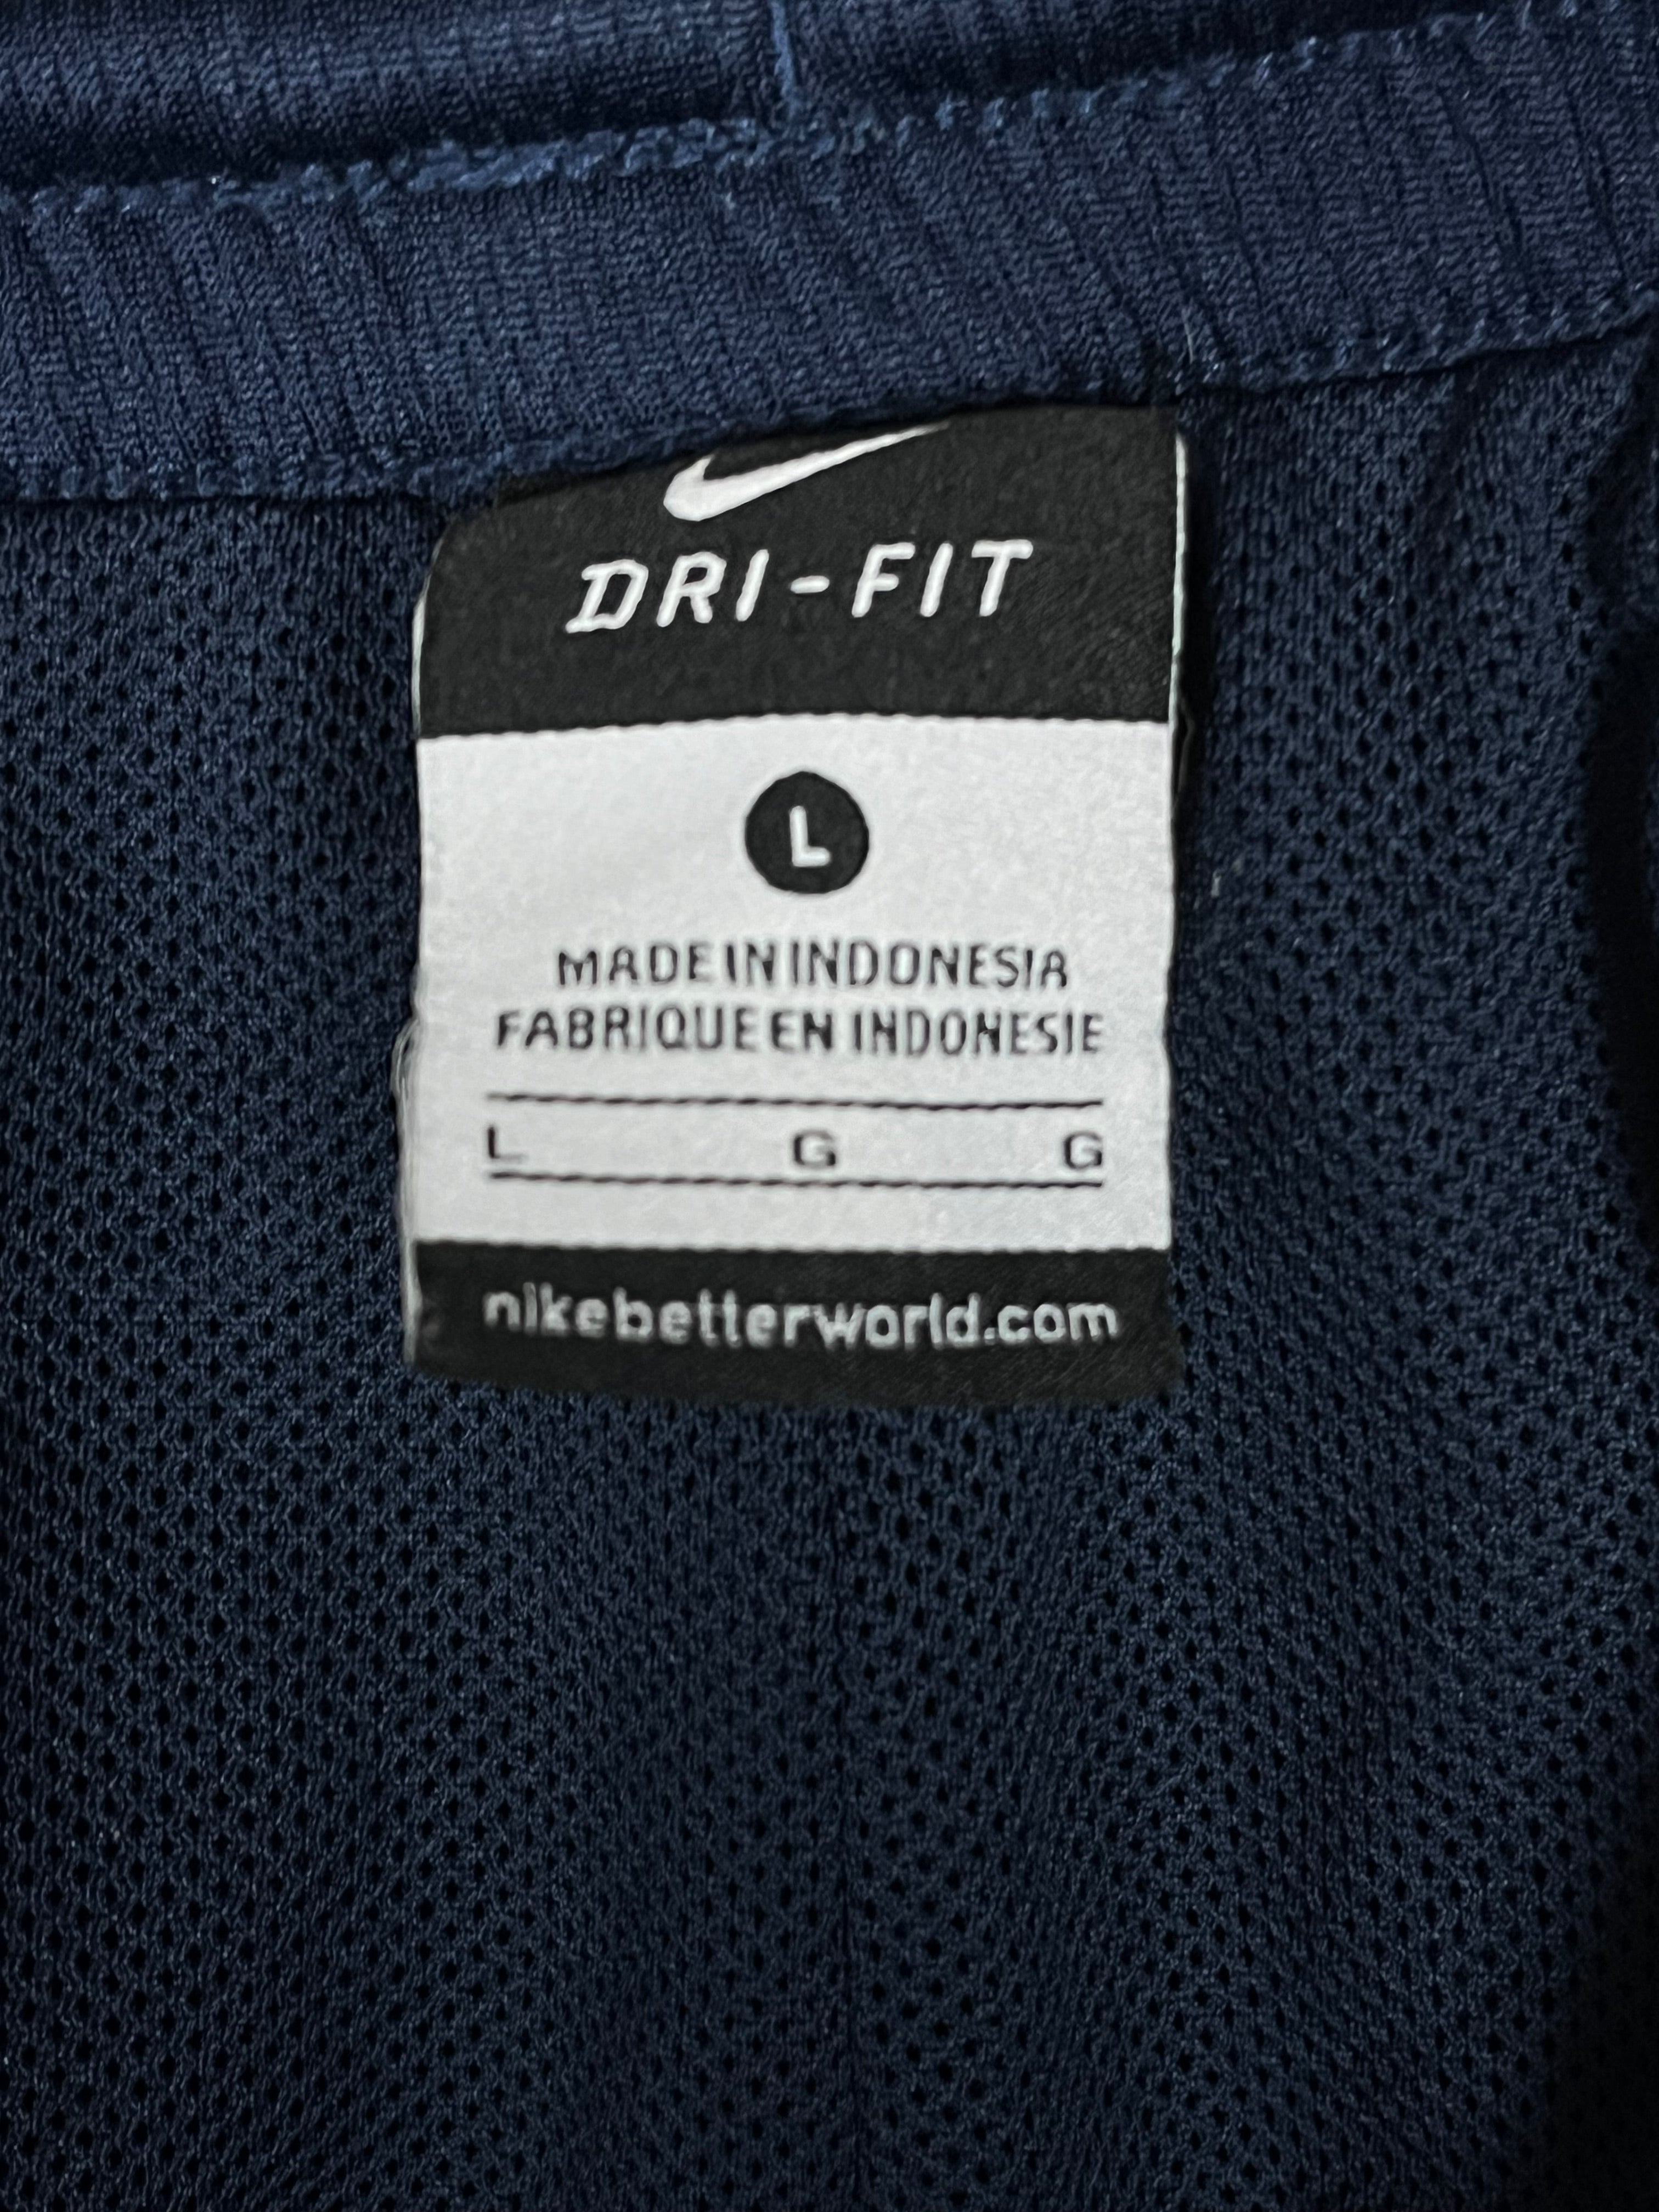 DRI-FIT
L
MADE IN INDONESIA
FABRIQUE EN INDONESIE
L G G
nikebetterworld.com